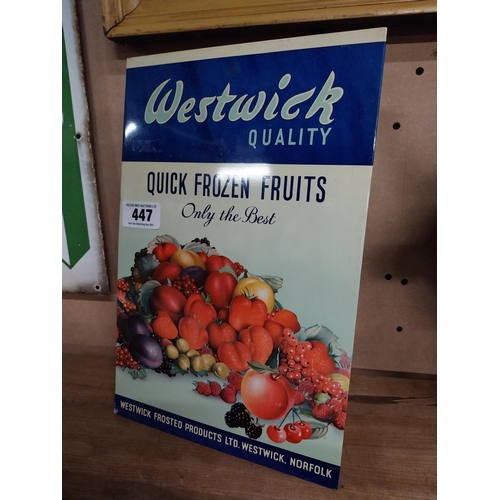 Westwick
QUALITY
QUICK FROZEN FRUITS
Only the Best
447
WESTWICK FROSTED PRODUCTS LTD. WESTWICK, NORFOLK